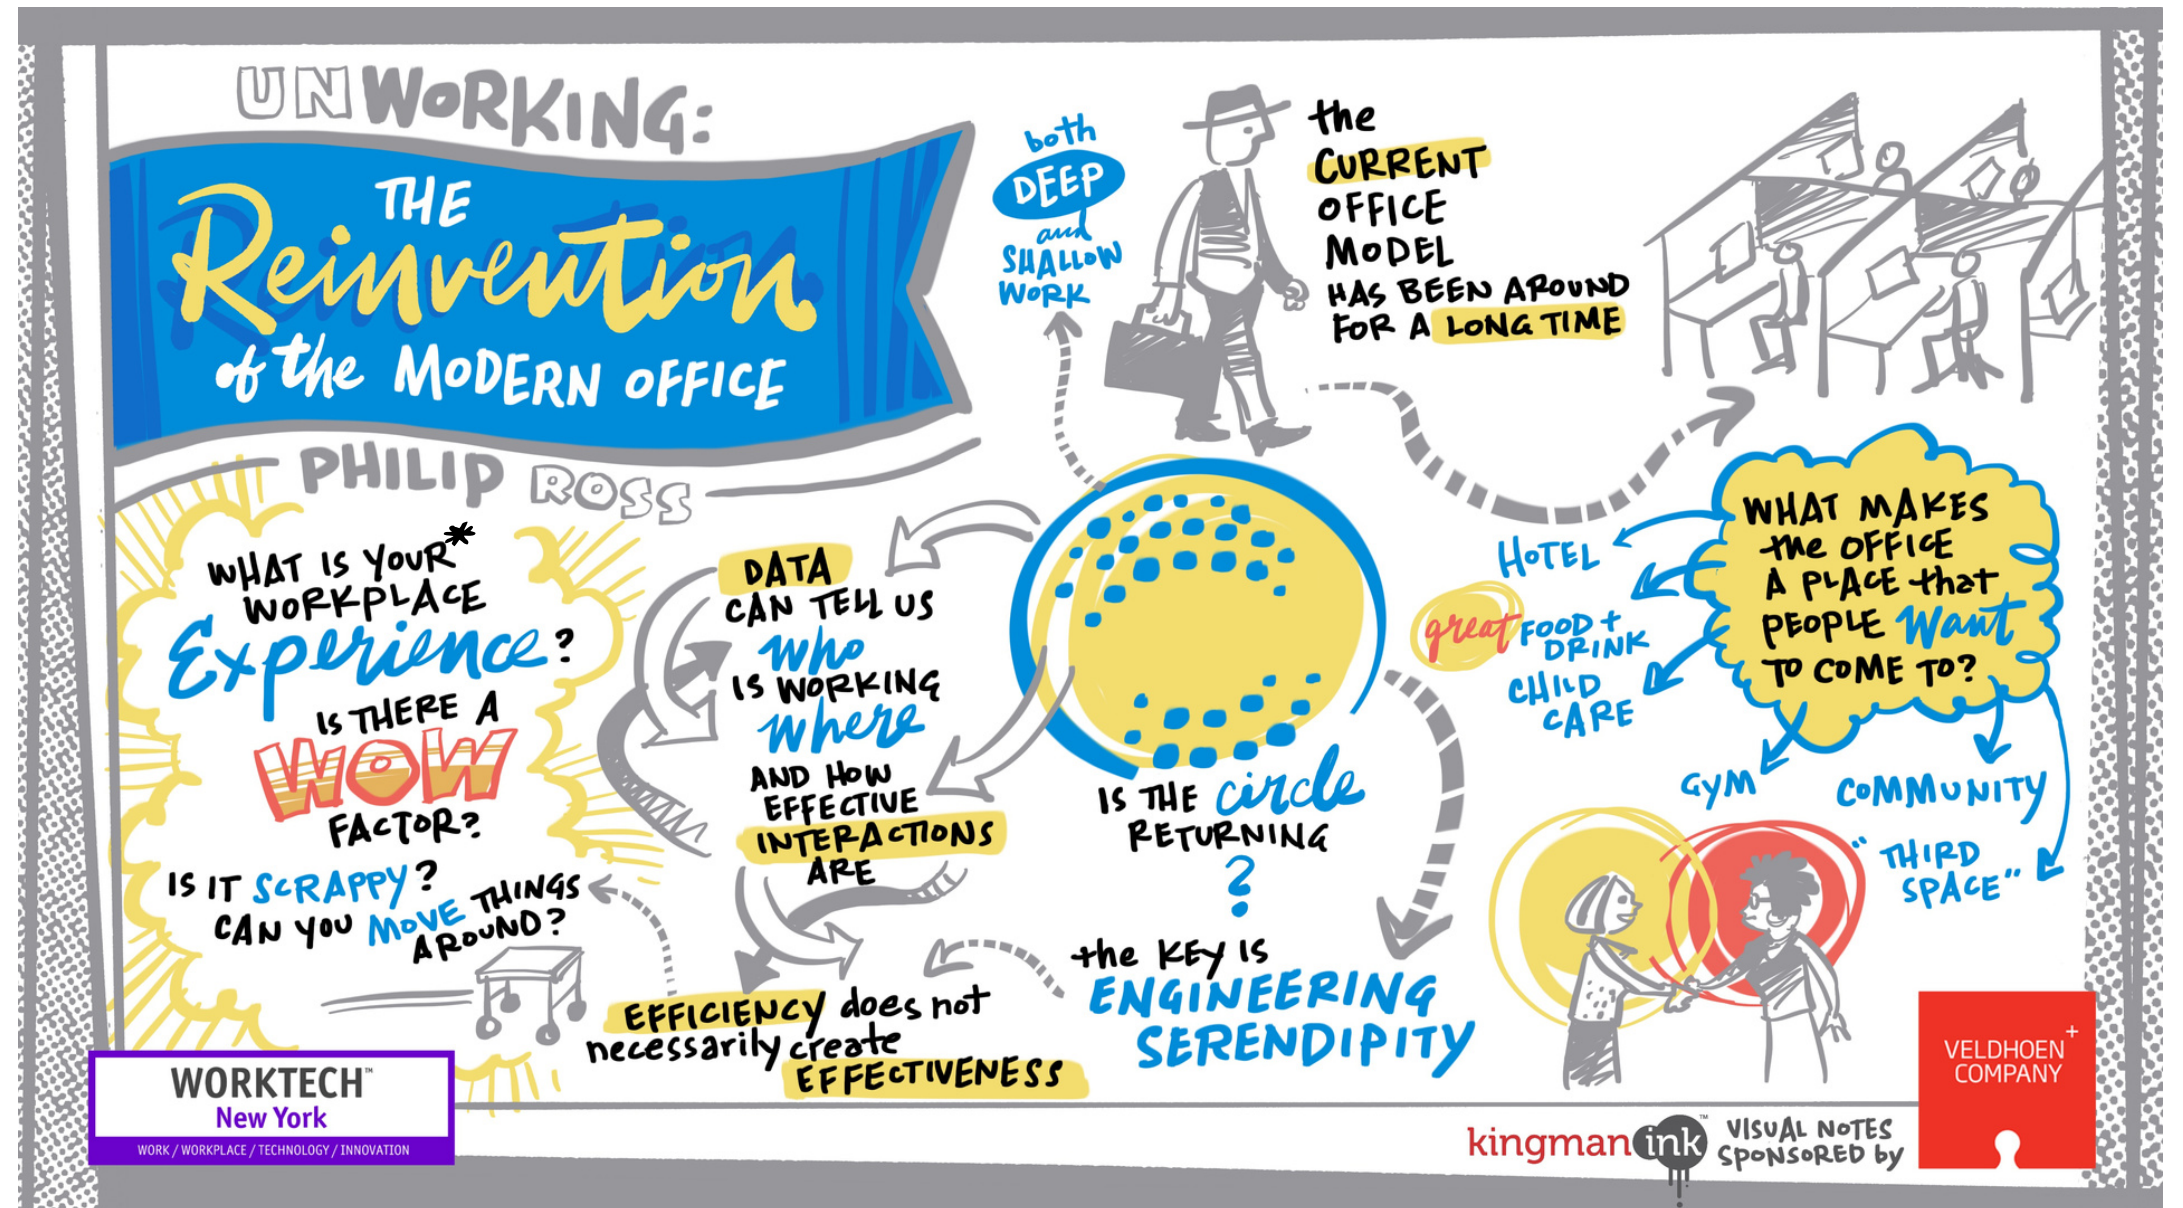 UNWORKING:
THE
Reinvention
of the MODERN OFFICE
PHILIP ROSS
both
DEEP
and
SHALLOW
WORK
the
CURRENT
OFFICE
MODEL
HAS BEEN AROUND
FOR A LONG TIME
WHAT IS YOUR*
WORKPLACE
Experience?
IS THERE A
WOW
FACTOR?
IS IT SCRAPPY?
CAN YOU MOVE THINGS
AROUND?
DATA
CAN TELL US
who
IS WORKING
where
AND HOW
EFFECTIVE
INTERACTIONS
ARE
EFFICIENCY does not
necessarily create
EFFECTIVENESS
IS THE circle
RETURNING
?
the KEY IS
ENGINEERING
SERENDIPITY
WHAT MAKES
the OFFICE
A PLACE that
PEOPLE Want
TO COME TO?
HOTEL
great FOOD +
DRINK
CHILD
CARE
GYM
COMMUNITY
"THIRD
SPACE"
WORKTECH™
New York
WORK / WORKPLACE / TECHNOLOGY / INNOVATION
kingman ink™
VISUAL NOTES
SPONSORED by
VELDHOEN +
COMPANY